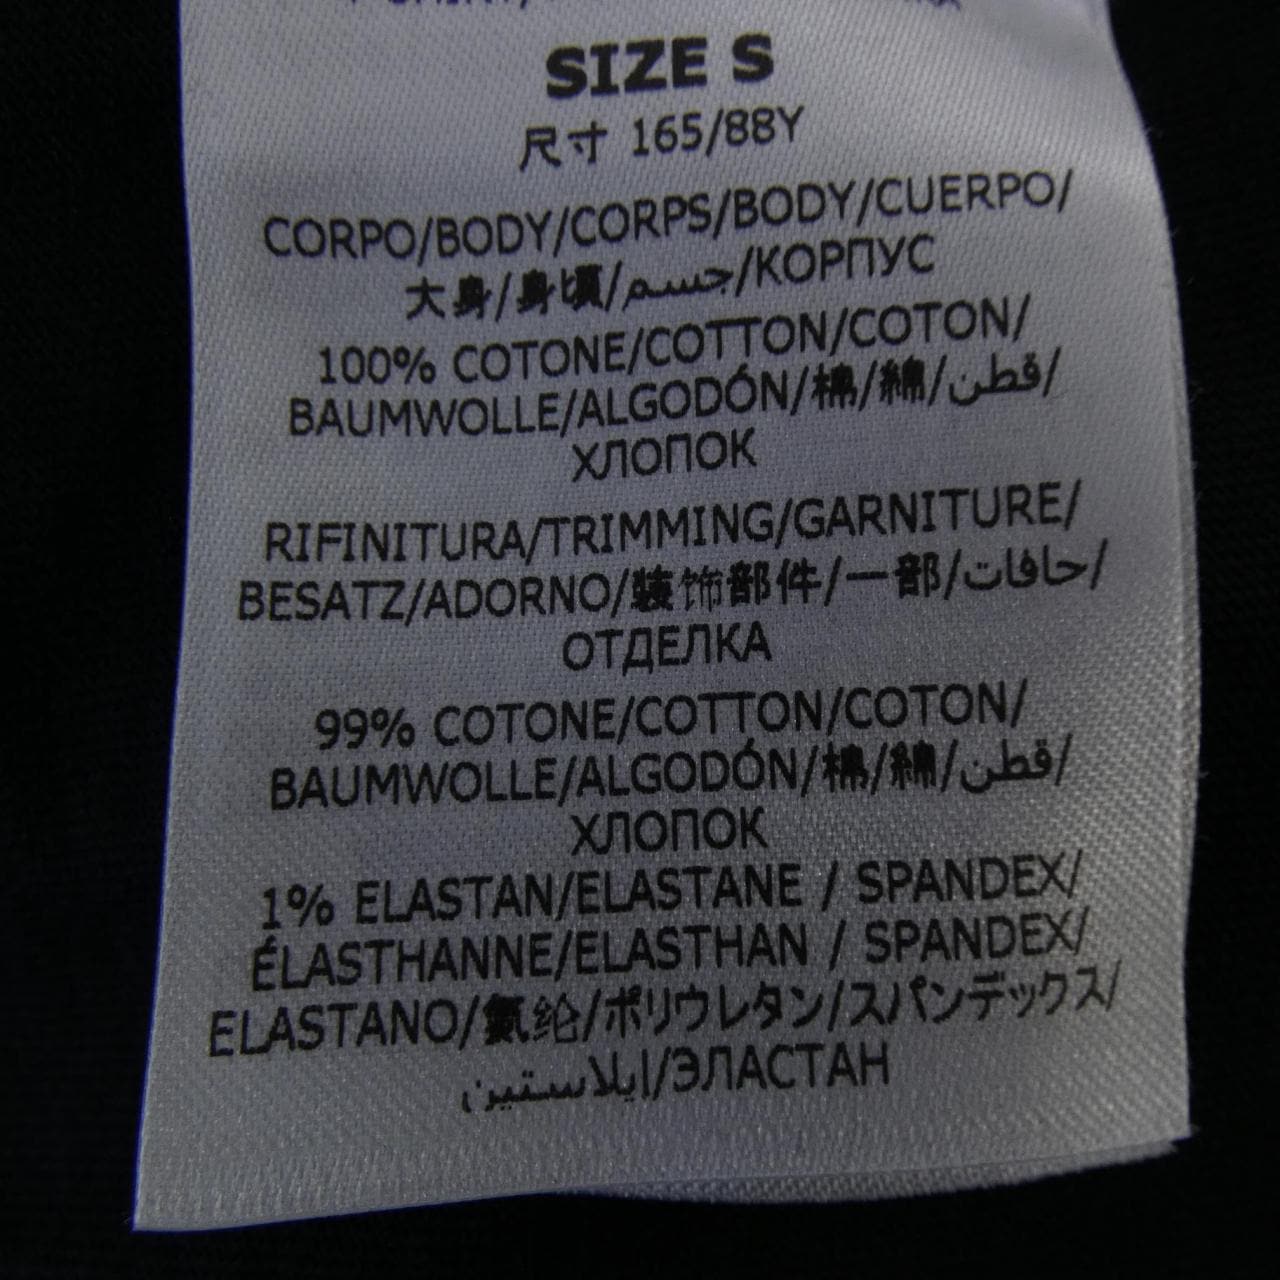 SIZE S
尺寸 165/88Y
CORPO/BODY/CORPS/BODY/CUERPO/
大身/身頃/جسم/КОРПУС
100% COTONE/COTTON/COTON/
BAUMWOLLE/ALGODÓN/棉/綿/قطن/
ХЛОПОК
RIFINITURA/TRIMMING/GARNITURE/
BESATZ/ADORNO/装饰部件/一部/حافات/
ОТДЕЛКА
99% COTONE/COTTON/COTON/
BAUMWOLLE/ALGODÓN/棉/綿/قطن/
ХЛОПОК
1% ELASTAN/ELASTANE / SPANDEX/
ÉLASTHANNE/ELASTHAN / SPANDEX/
ELASTANO/氨纶/ポリウレタン/スパンデックス/
إيلاستين/ЭЛАСТАН